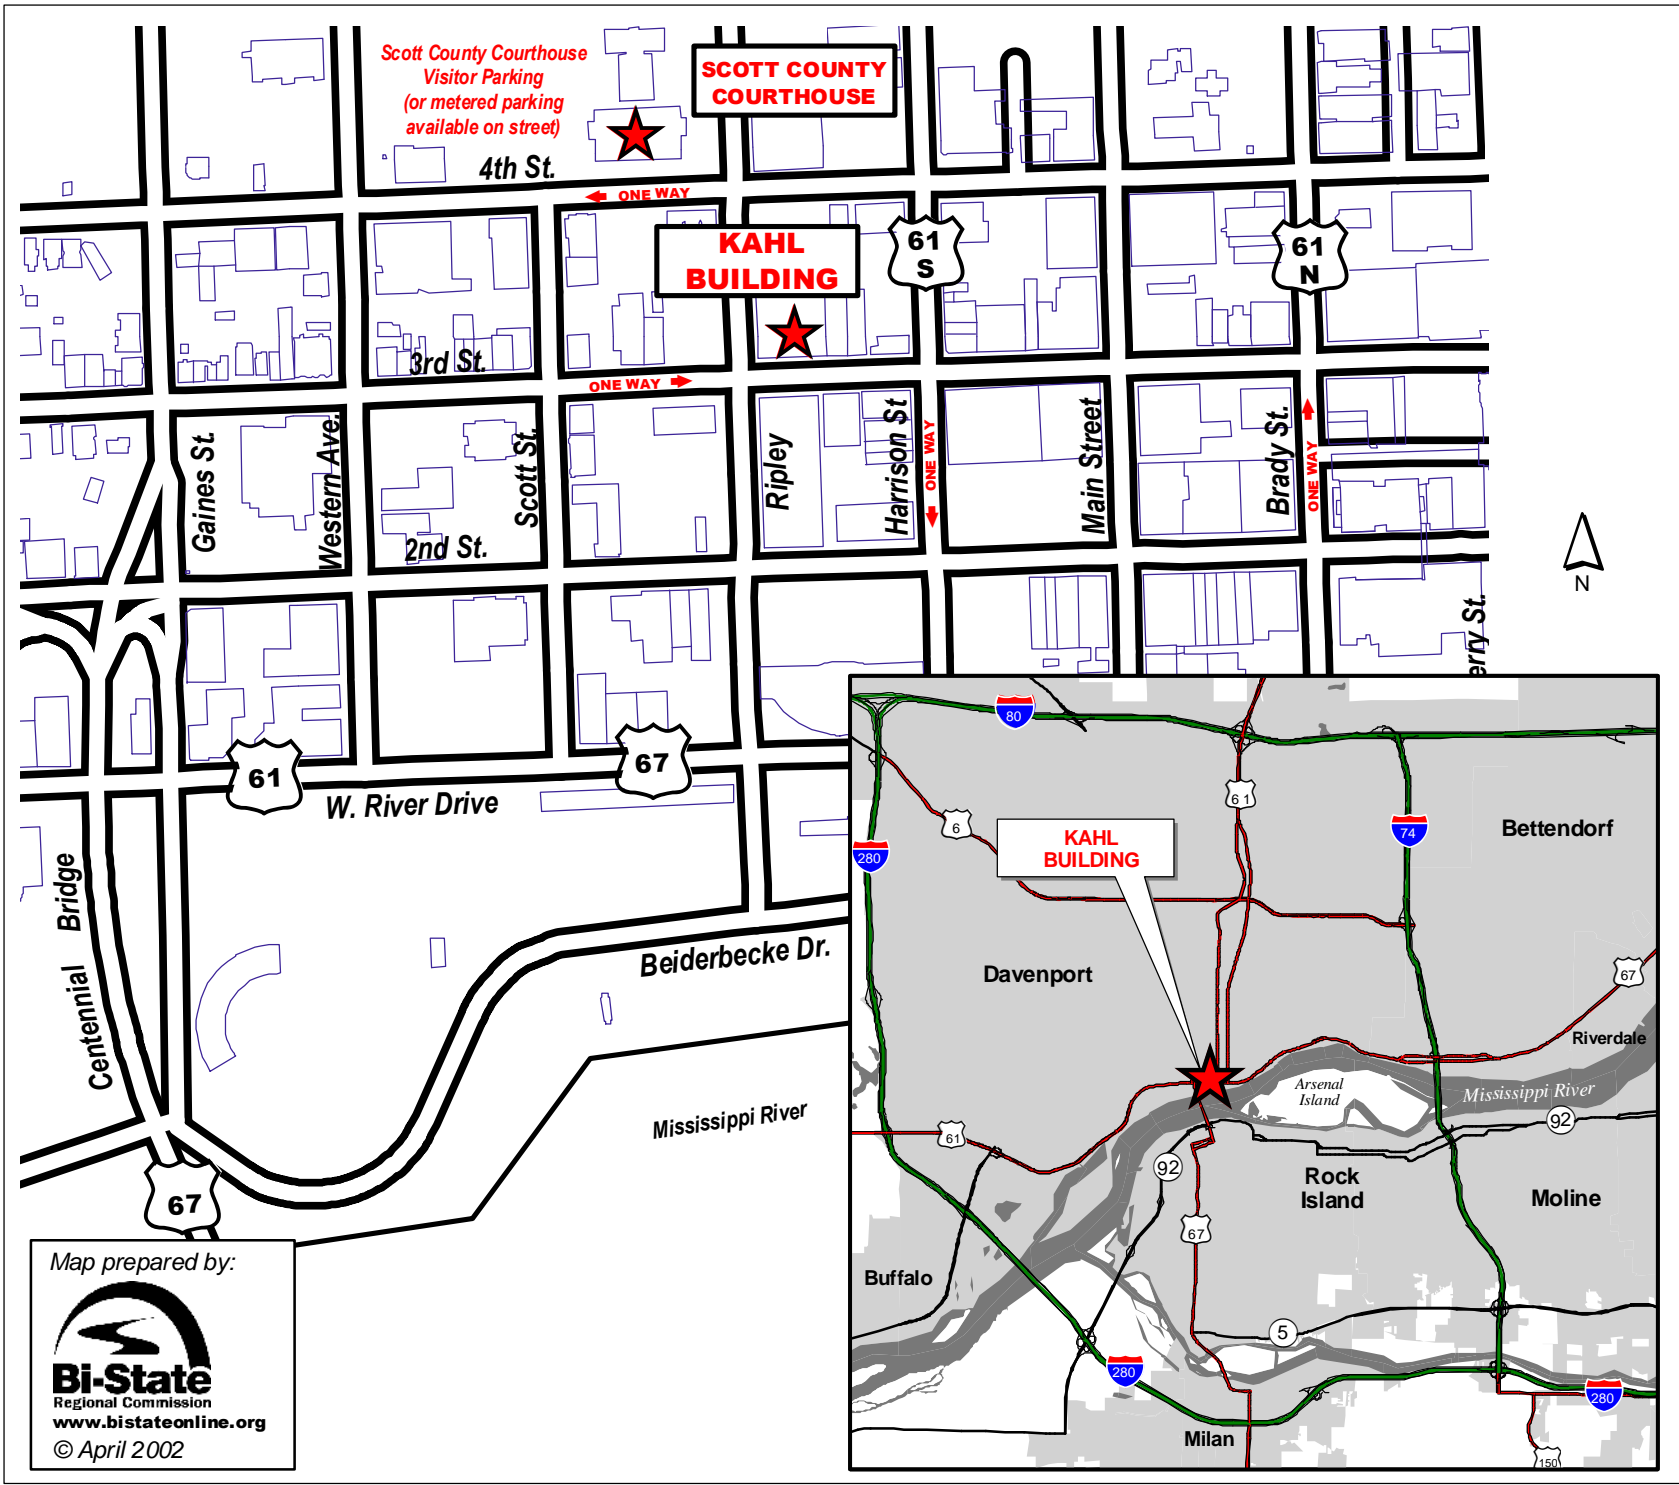 Scott County Courthouse
Visitor Parking
(or metered parking
available on street)
SCOTT COUNTY
COURTHOUSE
4th St.
ONE WAY
KAHL
BUILDING
61
S
61
N
3rd St.
ONE WAY
Gaines St.
Western Ave.
Scott St.
Ripley
Harrison St
ONE WAY
Main Street
Brady St.
ONE WAY
2nd St.
N
erry St.
61
67
W. River Drive
Centennial Bridge
Beiderbecke Dr.
Mississippi River
67
Map prepared by:
Bi-State
Regional Commission
www.bistateonline.org
© April 2002
80
61
6
74
Bettendorf
280
KAHL
BUILDING
Davenport
67
Riverdale
Arsenal
Island
Mississippi River
92
61
92
Rock
Island
Moline
67
Buffalo
5
280
280
Milan
150